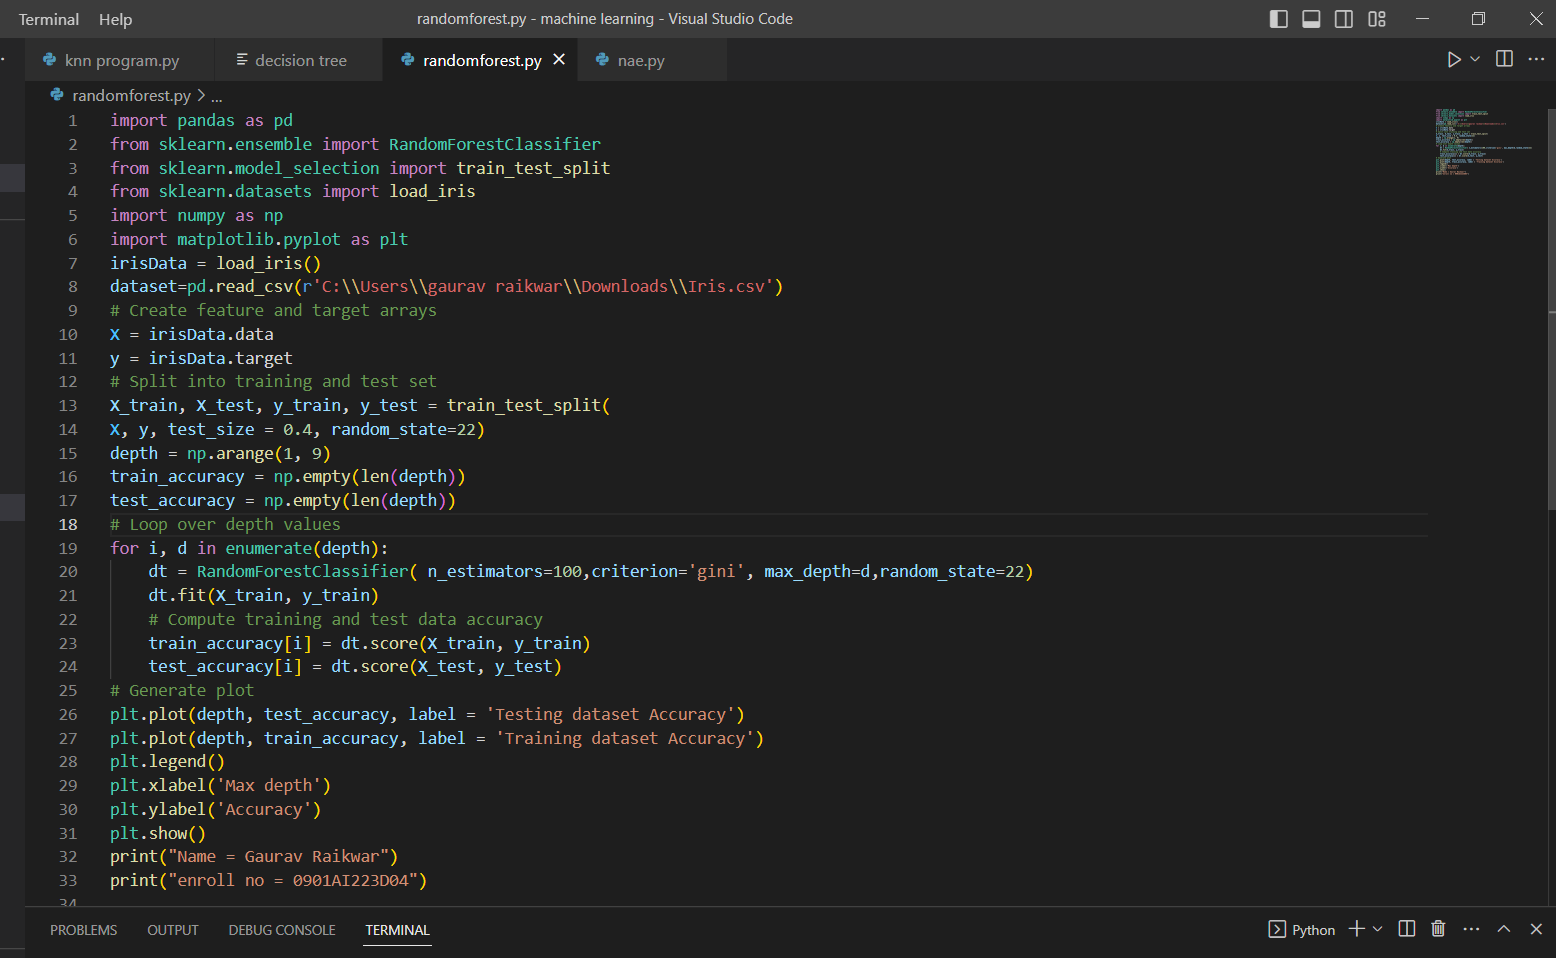 Terminal Help randomforest.py - machine learning - Visual Studio Code
knn program.py decision tree randomforest.py nae.py
randomforest.py > ...
1 import pandas as pd
2 from sklearn.ensemble import RandomForestClassifier
3 from sklearn.model_selection import train_test_split
4 from sklearn.datasets import load_iris
5 import numpy as np
6 import matplotlib.pyplot as plt
7 irisData = load_iris()
8 dataset=pd.read_csv(r'C:\\Users\\gaurav raikwar\\Downloads\\Iris.csv')
9 # Create feature and target arrays
10 X = irisData.data
11 y = irisData.target
12 # Split into training and test set
13 X_train, X_test, y_train, y_test = train_test_split(
14 X, y, test_size = 0.4, random_state=22)
15 depth = np.arange(1, 9)
16 train_accuracy = np.empty(len(depth))
17 test_accuracy = np.empty(len(depth))
18 # Loop over depth values
19 for i, d in enumerate(depth):
20     dt = RandomForestClassifier( n_estimators=100,criterion='gini', max_depth=d,random_state=22)
21     dt.fit(X_train, y_train)
22     # Compute training and test data accuracy
23     train_accuracy[i] = dt.score(X_train, y_train)
24     test_accuracy[i] = dt.score(X_test, y_test)
25 # Generate plot
26 plt.plot(depth, test_accuracy, label = 'Testing dataset Accuracy')
27 plt.plot(depth, train_accuracy, label = 'Training dataset Accuracy')
28 plt.legend()
29 plt.xlabel('Max depth')
30 plt.ylabel('Accuracy')
31 plt.show()
32 print("Name = Gaurav Raikwar")
33 print("enroll no = 0901AI223D04")
34
PROBLEMS OUTPUT DEBUG CONSOLE TERMINAL Python